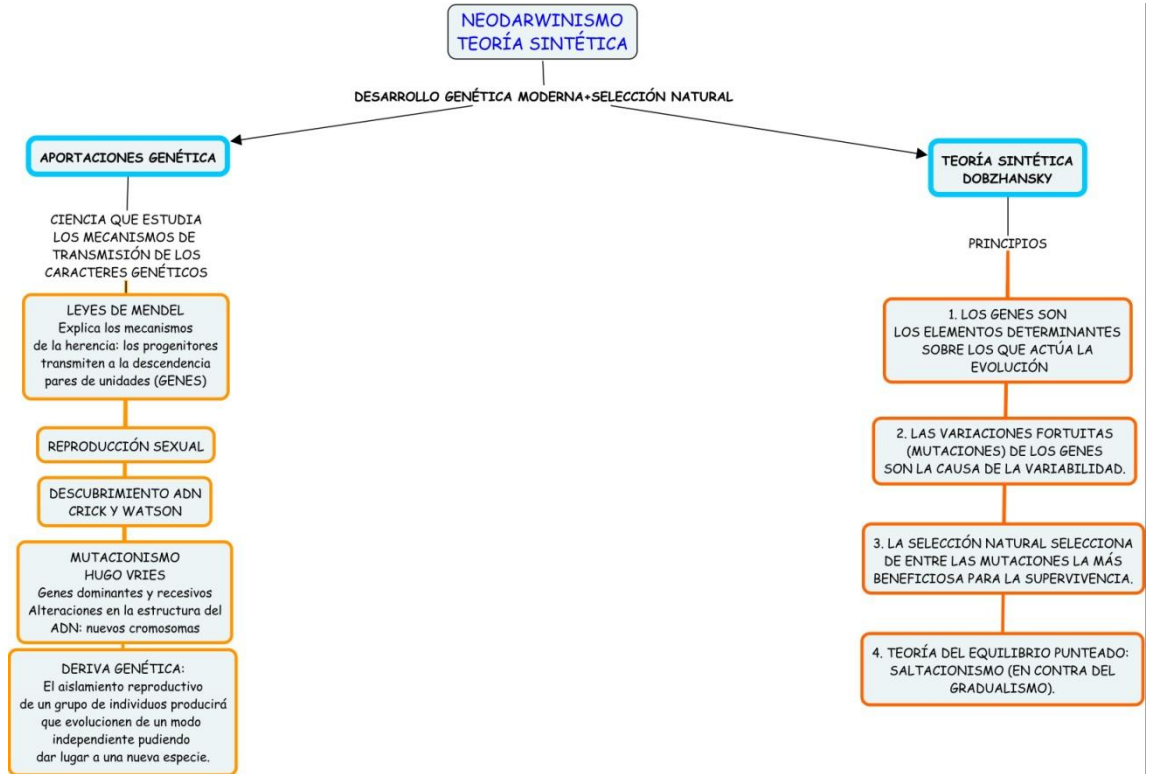 NEODARWINISMO
TEORÍA SINTÉTICA
DESARROLLO GENÉTICA MODERNA+SELECCIÓN NATURAL
APORTACIONES GENÉTICA
CIENCIA QUE ESTUDIA
LOS MECANISMOS DE
TRANSMISIÓN DE LOS
CARACTERES GENÉTICOS
LEYES DE MENDEL
Explica los mecanismos
de la herencia: los progenitores
transmiten a la descendencia
pares de unidades (GENES)
REPRODUCCIÓN SEXUAL
DESCUBRIMIENTO ADN
CRICK Y WATSON
MUTACIONISMO
HUGO VRIES
Genes dominantes y recesivos
Alteraciones en la estructura del
ADN: nuevos cromosomas
DERIVA GENÉTICA:
El aislamiento reproductivo
de un grupo de individuos producirá
que evolucionen de un modo
independiente pudiendo
dar lugar a una nueva especie.
TEORÍA SINTÉTICA
DOBZHANSKY
PRINCIPIOS
1. LOS GENES SON
LOS ELEMENTOS DETERMINANTES
SOBRE LOS QUE ACTÚA LA
EVOLUCIÓN
2. LAS VARIACIONES FORTUITAS
(MUTACIONES) DE LOS GENES
SON LA CAUSA DE LA VARIABILIDAD.
3. LA SELECCIÓN NATURAL SELECCIONA
DE ENTRE LAS MUTACIONES LA MÁS
BENEFICIOSA PARA LA SUPERVIVENCIA.
4. TEORÍA DEL EQUILIBRIO PUNTEADO:
SALTACIONISMO (EN CONTRA DEL
GRADUALISMO).